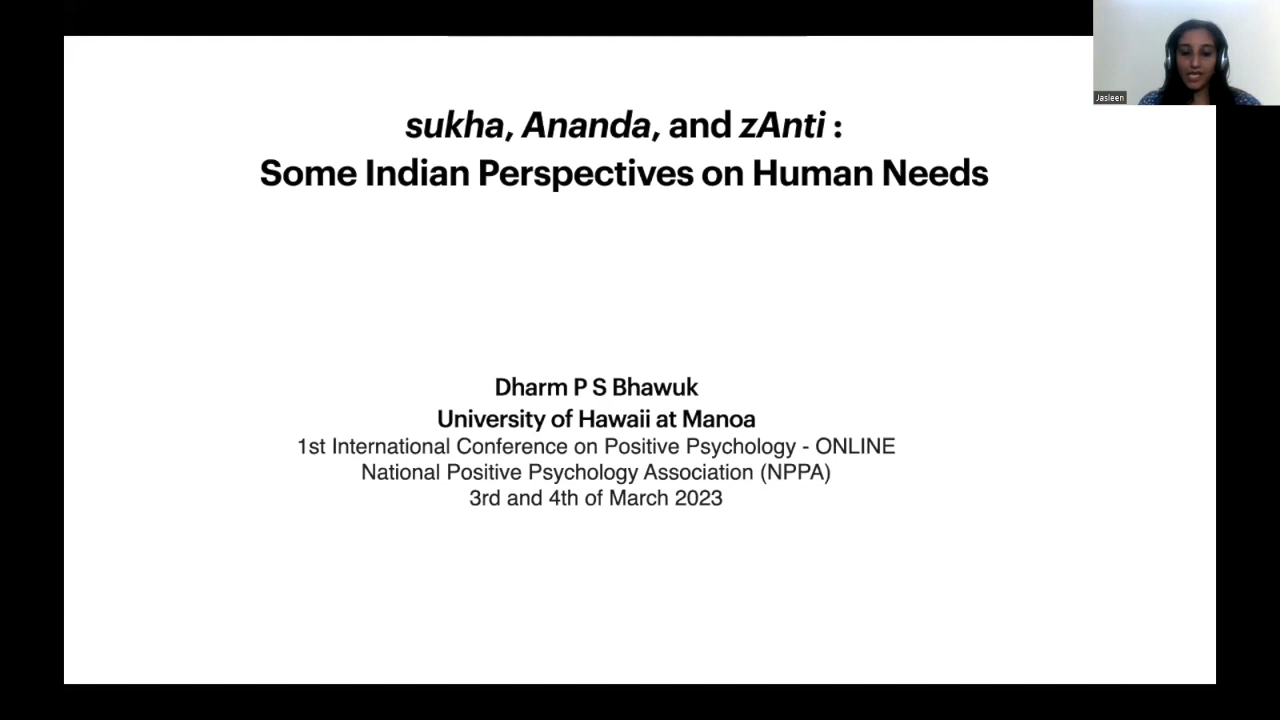 Jasleen
sukha, Ananda, and zAnti :
Some Indian Perspectives on Human Needs
Dharm P S Bhawuk
University of Hawaii at Manoa
1st International Conference on Positive Psychology - ONLINE
National Positive Psychology Association (NPPA)
3rd and 4th of March 2023